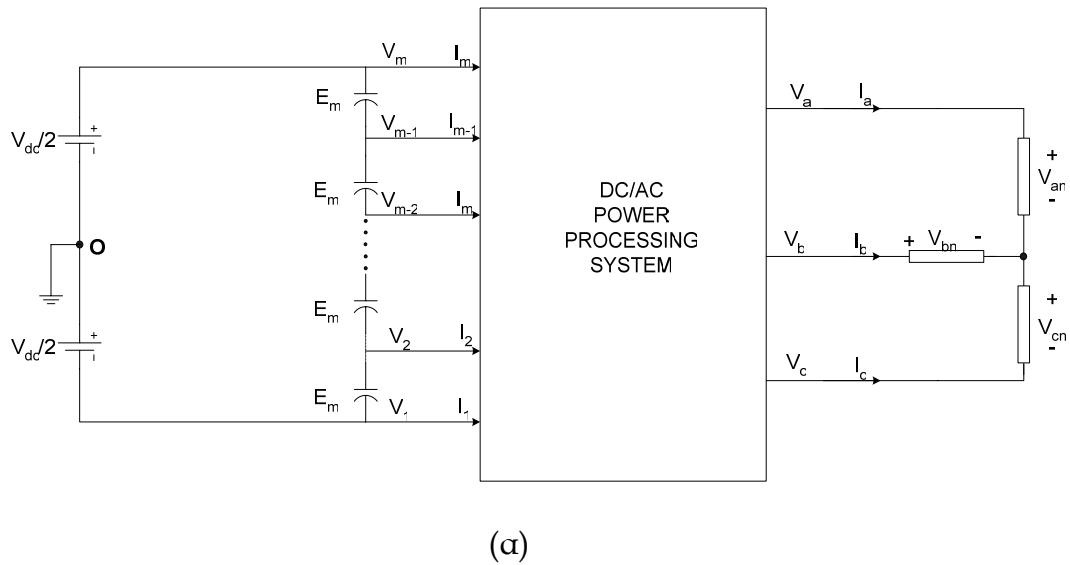 V_m I_m
E_m
V_m-1 I_m-1
V_dc/2 + -
E_m
V_m-2 I_m
O
E_m
V_2 I_2
V_dc/2 + -
E_m
V_1 I_1
DC/AC
POWER
PROCESSING
SYSTEM
V_a I_a
+
V_an
-
V_b I_b + V_bn -
+
V_cn
-
V_c I_c
(α)